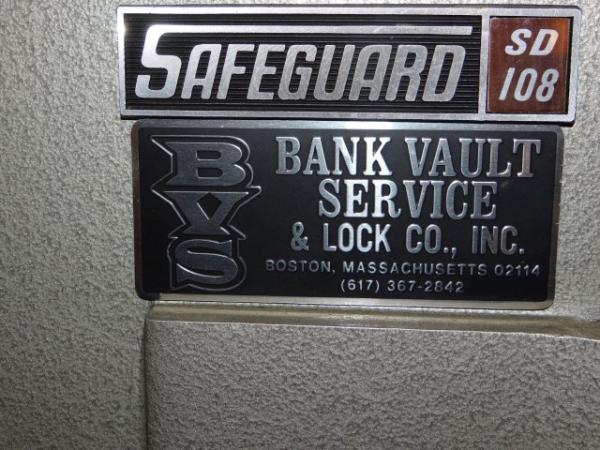 SAFEGUARD
SD
108
BVS
BANK VAULT
SERVICE
& LOCK CO., INC.
BOSTON, MASSACHUSETTS 02114
(617) 367-2842